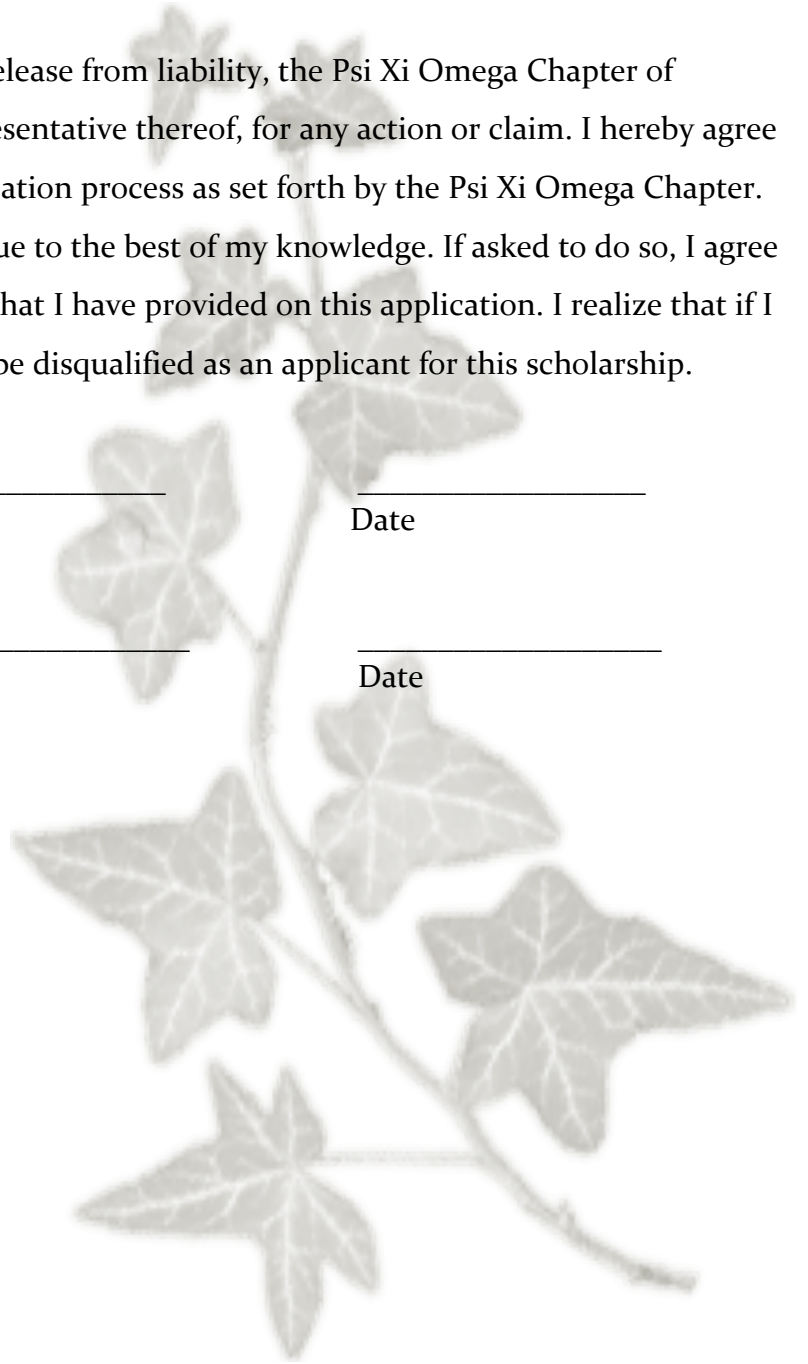 elease from liability, the Psi Xi Omega Chapter of
esentative thereof, for any action or claim. I hereby agree
ation process as set forth by the Psi Xi Omega Chapter.
ue to the best of my knowledge. If asked to do so, I agree
hat I have provided on this application. I realize that if I
be disqualified as an applicant for this scholarship.
Date
Date